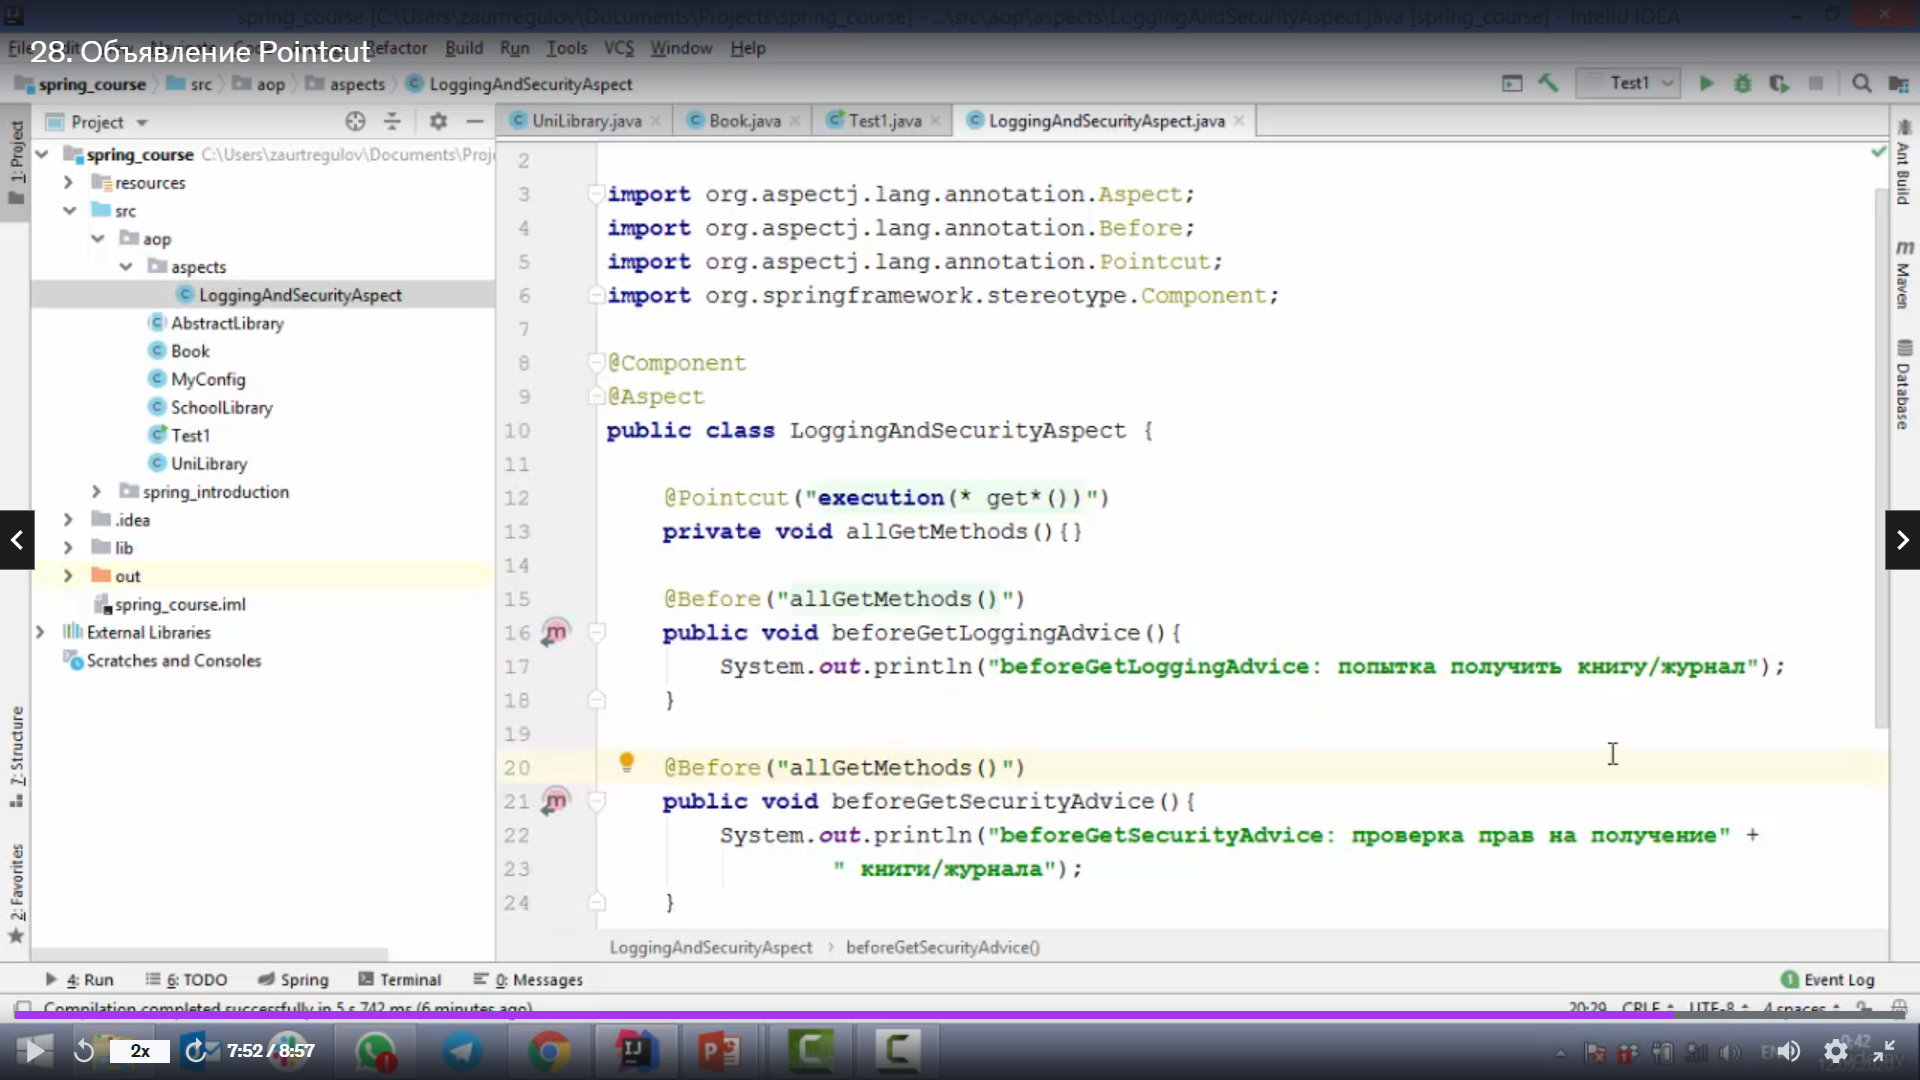 spring_course [C:\Users\zaurtregulov\Documents\Projects\spring_course] - ...\src\aop\aspects\LoggingAndSecurityAspect.java [spring_course] - IntelliJ IDEA
28. Объявление Pointcut
Refactor Build Run Tools VCS Window Help
spring_course src aop aspects LoggingAndSecurityAspect
Test1
Project
UniLibrary.java Book.java Test1.java LoggingAndSecurityAspect.java
1: Project
7: Structure
2: Favorites
spring_course C:\Users\zaurtregulov\Documents\Proj
resources
src
aop
aspects
LoggingAndSecurityAspect
AbstractLibrary
Book
MyConfig
SchoolLibrary
Test1
UniLibrary
spring_introduction
.idea
lib
out
spring_course.iml
External Libraries
Scratches and Consoles
2
3 import org.aspectj.lang.annotation.Aspect;
4 import org.aspectj.lang.annotation.Before;
5 import org.aspectj.lang.annotation.Pointcut;
6 import org.springframework.stereotype.Component;
7
8 @Component
9 @Aspect
10 public class LoggingAndSecurityAspect {
11
12 @Pointcut("execution(* get*())")
13 private void allGetMethods(){}
14
15 @Before("allGetMethods()")
16 public void beforeGetLoggingAdvice(){
17 System.out.println("beforeGetLoggingAdvice: попытка получить книгу/журнал");
18 }
19
20 @Before("allGetMethods()")
21 public void beforeGetSecurityAdvice(){
22 System.out.println("beforeGetSecurityAdvice: проверка прав на получение" +
23 " книги/журнала");
24 }
LoggingAndSecurityAspect beforeGetSecurityAdvice()
Ant Build
Maven
Database
4: Run 6: TODO Spring Terminal 0: Messages
1 Event Log
Compilation completed successfully in 5 s 742 ms (6 minutes ago)
20:29 CRLF UTF-8 4 spaces
2x
7:52 / 8:57